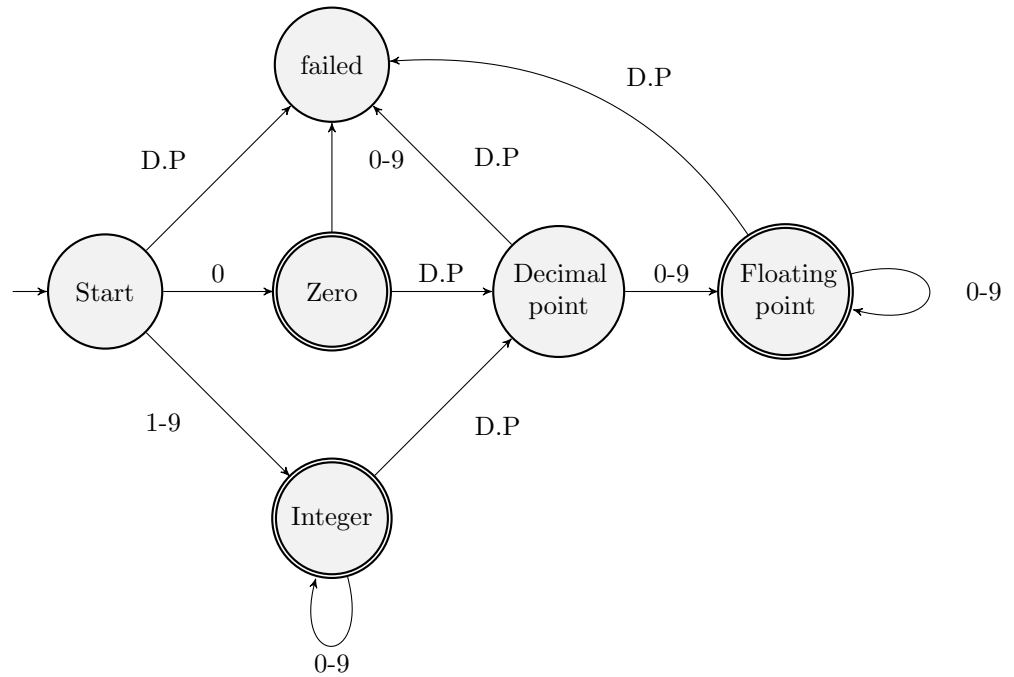 failed
D.P
D.P
0-9
D.P
Start
0
Zero
D.P
Decimal
point
0-9
Floating
point
0-9
1-9
D.P
Integer
0-9